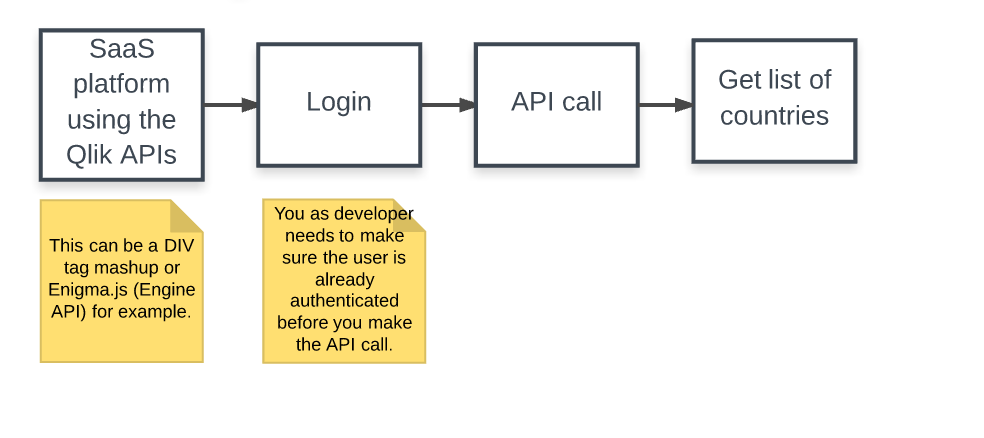 SaaS
platform
using the
Qlik APIs
Login
API call
Get list of
countries
This can be a DIV
tag mashup or
Enigma.js (Engine
API) for example.
You as developer
needs to make
sure the user is
already
authenticated
before you make
the API call.